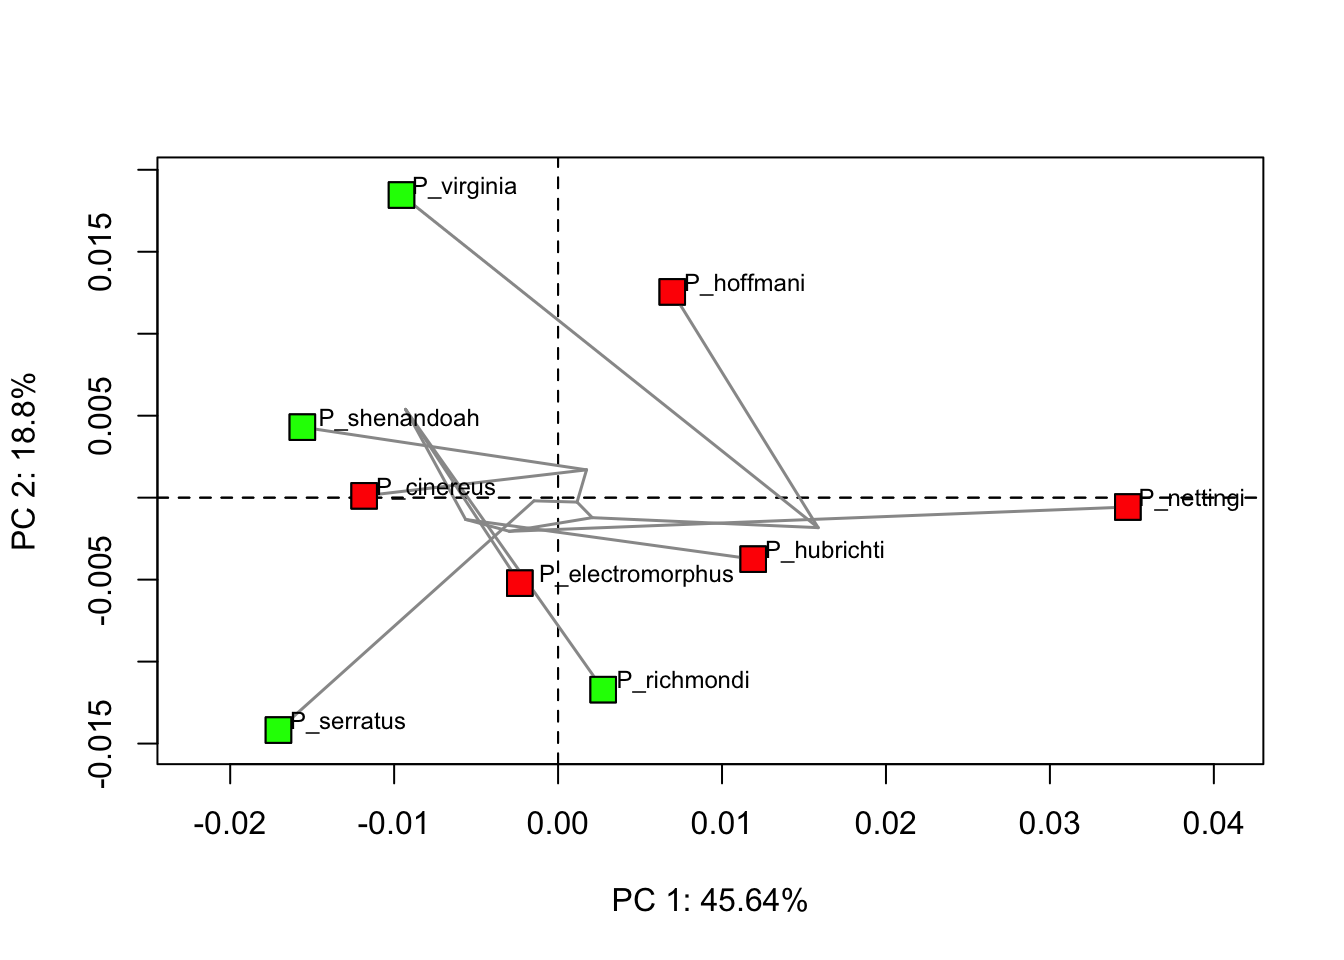 P_virginia
P_hoffmani
P_shenandoah
P_cinereus
P_nettingi
P_hubrichti
P_electromorphus
P_richmondi
P_serratus
0.015
0.005
-0.005
-0.015
PC 2: 18.8%
-0.02 -0.01 0.00 0.01 0.02 0.03 0.04
PC 1: 45.64%